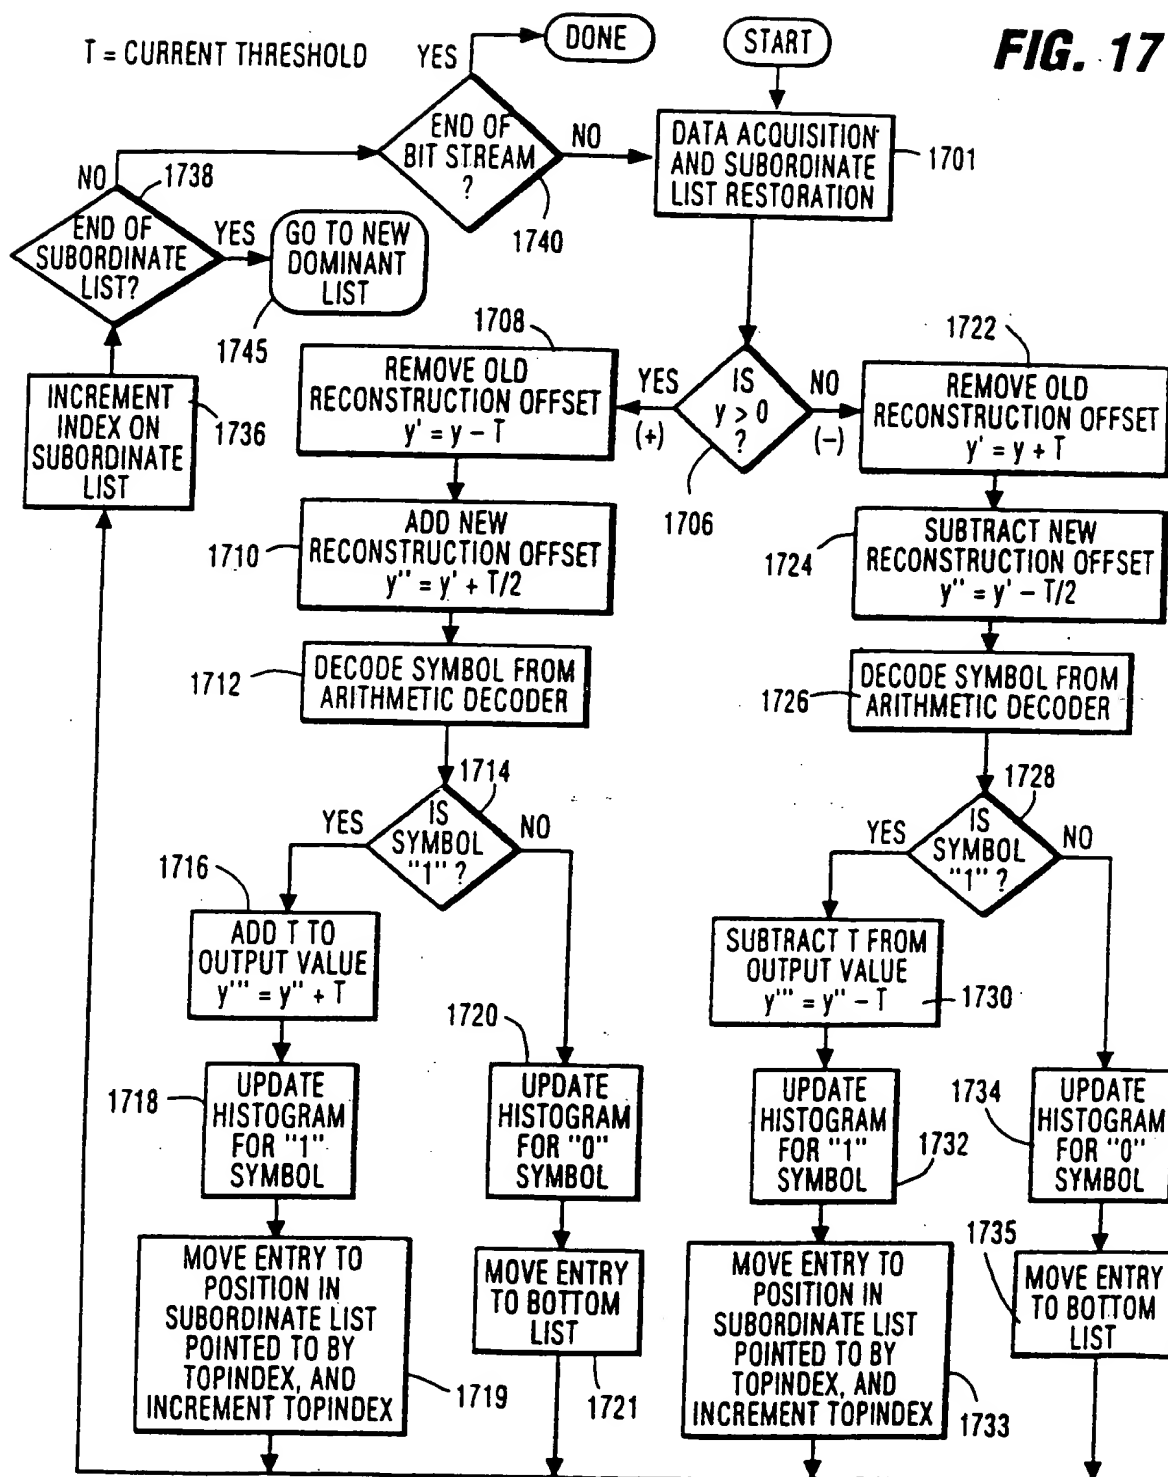 FIG. 17
T = CURRENT THRESHOLD
START
DATA ACQUISITION
AND SUBORDINATE
LIST RESTORATION
1701
DONE
YES
END OF
BIT STREAM
?
NO
1740
NO
1738
END OF
SUBORDINATE
LIST?
YES
GO TO NEW
DOMINANT
LIST
1745
INCREMENT
INDEX ON
SUBORDINATE
LIST
1736
IS
y > 0
?
1706
YES
(+)
NO
(−)
1708
REMOVE OLD
RECONSTRUCTION OFFSET
y' = y − T
1710
ADD NEW
RECONSTRUCTION OFFSET
y'' = y' + T/2
1712
DECODE SYMBOL FROM
ARITHMETIC DECODER
1714
IS
SYMBOL
"1" ?
YES
NO
1716
ADD T TO
OUTPUT VALUE
y''' = y'' + T
1718
UPDATE
HISTOGRAM
FOR "1"
SYMBOL
MOVE ENTRY TO
POSITION IN
SUBORDINATE LIST
POINTED TO BY
TOPINDEX, AND
INCREMENT TOPINDEX
1719
1720
UPDATE
HISTOGRAM
FOR "0"
SYMBOL
MOVE ENTRY
TO BOTTOM
LIST
1721
1722
REMOVE OLD
RECONSTRUCTION OFFSET
y' = y + T
1724
SUBTRACT NEW
RECONSTRUCTION OFFSET
y'' = y' − T/2
1726
DECODE SYMBOL FROM
ARITHMETIC DECODER
1728
IS
SYMBOL
"1" ?
YES
NO
SUBTRACT T FROM
OUTPUT VALUE
y''' = y'' − T
1730
UPDATE
HISTOGRAM
FOR "1"
SYMBOL
1732
MOVE ENTRY TO
POSITION IN
SUBORDINATE LIST
POINTED TO BY
TOPINDEX, AND
INCREMENT TOPINDEX
1733
1734
UPDATE
HISTOGRAM
FOR "0"
SYMBOL
1735
MOVE ENTRY
TO BOTTOM
LIST